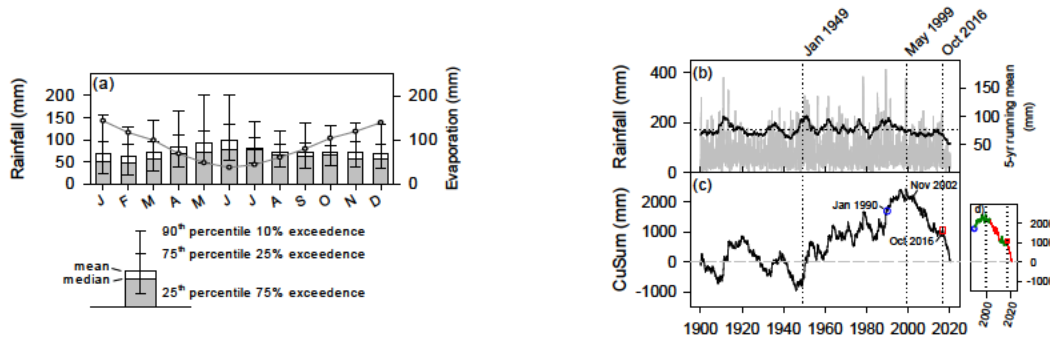 (a)
Rainfall (mm)
200
150
100
50
0
Evaporation (mm)
200
100
0
J F M A M J J A S O N D
90th percentile 10% exceedence
75th percentile 25% exceedence
mean
median
25th percentile 75% exceedence
Jan 1949
May 1999
Oct 2016
(b)
Rainfall (mm)
400
200
0
150
100
50
5-yr running mean
(mm)
(c)
CuSum (mm)
2000
1000
0
-1000
Jan 1990
Nov 2002
Oct 2016
1900 1920 1940 1960 1980 2000 2020
d)
2000
1000
0
-1000
2000
2020